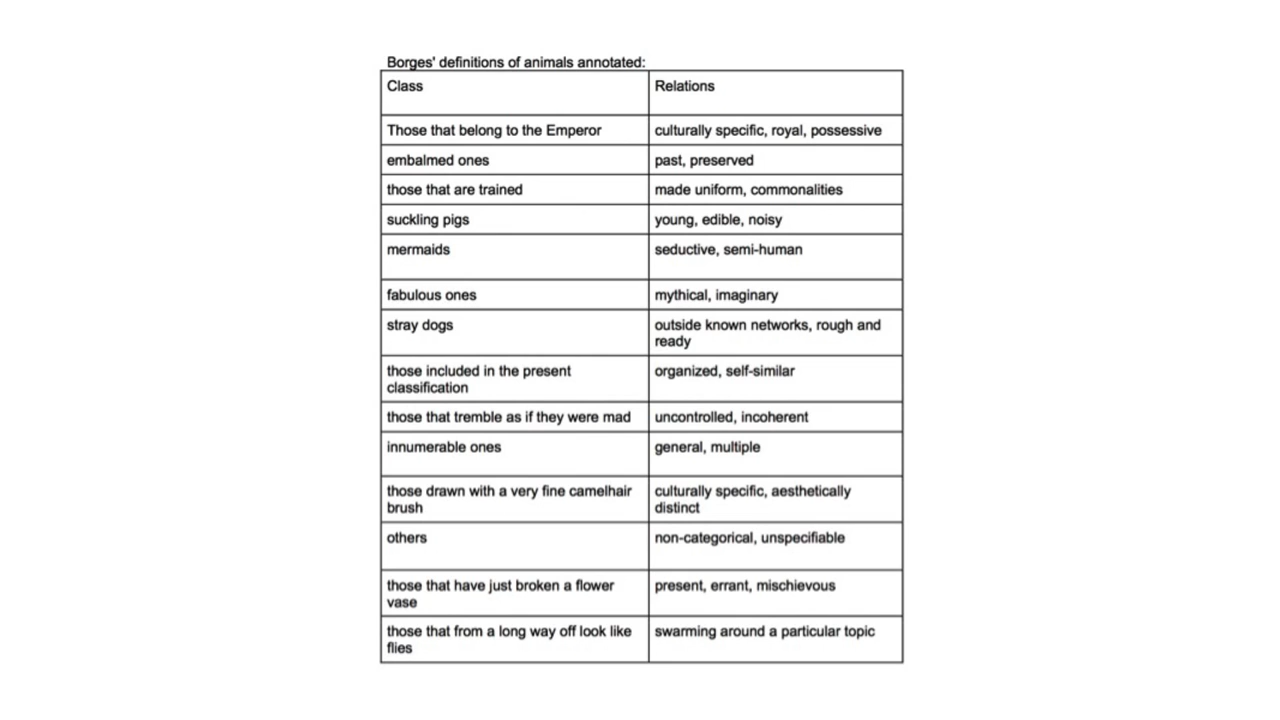 Borges' definitions of animals annotated:
Class
Relations
Those that belong to the Emperor
culturally specific, royal, possessive
embalmed ones
past, preserved
those that are trained
made uniform, commonalities
suckling pigs
young, edible, noisy
mermaids
seductive, semi-human
fabulous ones
mythical, imaginary
stray dogs
outside known networks, rough and
ready
those included in the present
classification
organized, self-similar
those that tremble as if they were mad
uncontrolled, incoherent
innumerable ones
general, multiple
those drawn with a very fine camelhair
brush
culturally specific, aesthetically
distinct
others
non-categorical, unspecifiable
those that have just broken a flower
vase
present, errant, mischievous
those that from a long way off look like
flies
swarming around a particular topic